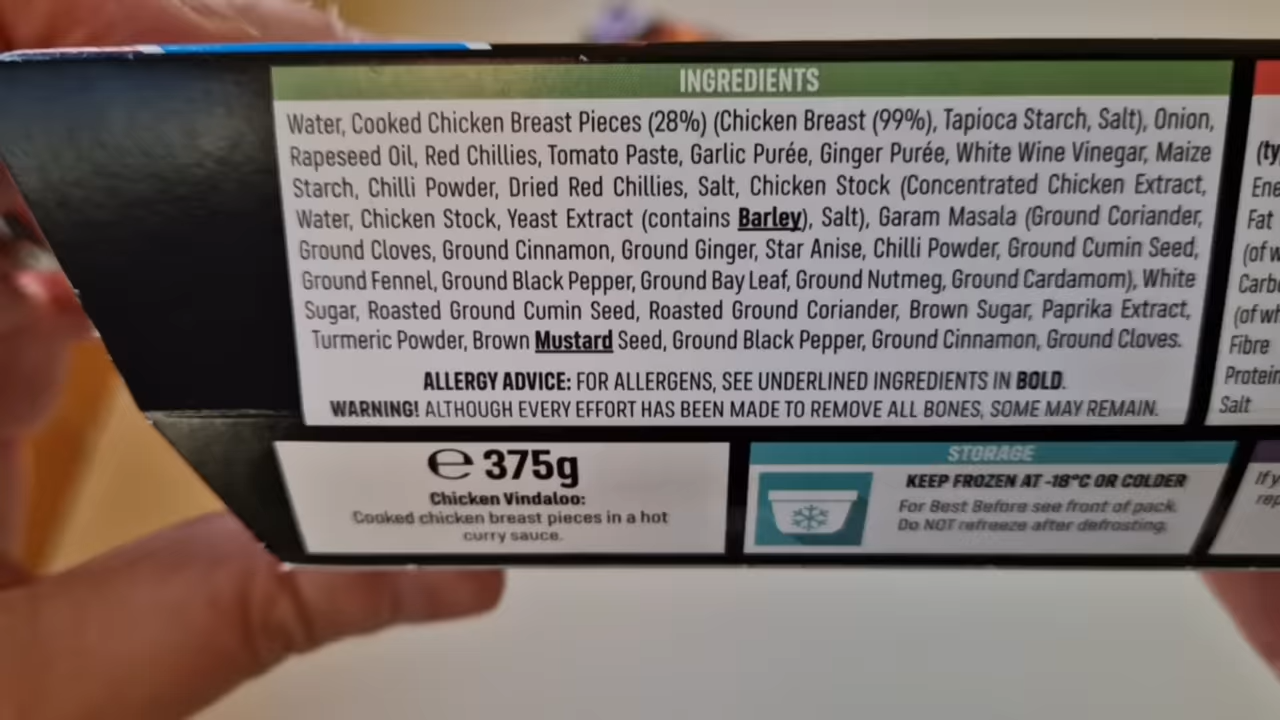 INGREDIENTS
Water, Cooked Chicken Breast Pieces (28%) (Chicken Breast (99%), Tapioca Starch, Salt), Onion,
Rapeseed Oil, Red Chillies, Tomato Paste, Garlic Purée, Ginger Purée, White Wine Vinegar, Maize
Starch, Chilli Powder, Dried Red Chillies, Salt, Chicken Stock (Concentrated Chicken Extract,
Water, Chicken Stock, Yeast Extract (contains Barley), Salt), Garam Masala (Ground Coriander,
Ground Cloves, Ground Cinnamon, Ground Ginger, Star Anise, Chilli Powder, Ground Cumin Seed,
Ground Fennel, Ground Black Pepper, Ground Bay Leaf, Ground Nutmeg, Ground Cardamom), White
Sugar, Roasted Ground Cumin Seed, Roasted Ground Coriander, Brown Sugar, Paprika Extract,
Turmeric Powder, Brown Mustard Seed, Ground Black Pepper, Ground Cinnamon, Ground Cloves.
ALLERGY ADVICE: FOR ALLERGENS, SEE UNDERLINED INGREDIENTS IN BOLD.
WARNING! ALTHOUGH EVERY EFFORT HAS BEEN MADE TO REMOVE ALL BONES, SOME MAY REMAIN.
℮ 375g
Chicken Vindaloo:
Cooked chicken breast pieces in a hot
curry sauce.
STORAGE
KEEP FROZEN AT -18°C OR COLDER
For Best Before see front of pack.
Do NOT refreeze after defrosting.
(ty
Ene
Fat
(of w
Carb
(of wh
Fibre
Protein
Salt
If y
rep